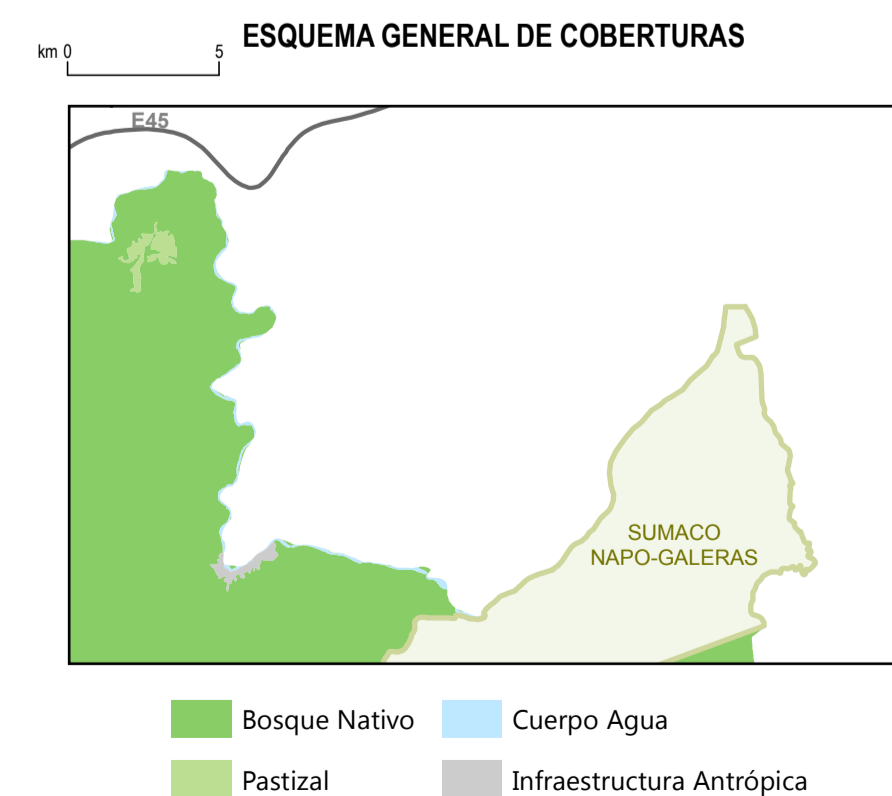 ESQUEMA GENERAL DE COBERTURAS
km 0 5
E45
SUMACO
NAPO-GALERAS
Bosque Nativo
Cuerpo Agua
Pastizal
Infraestructura Antrópica